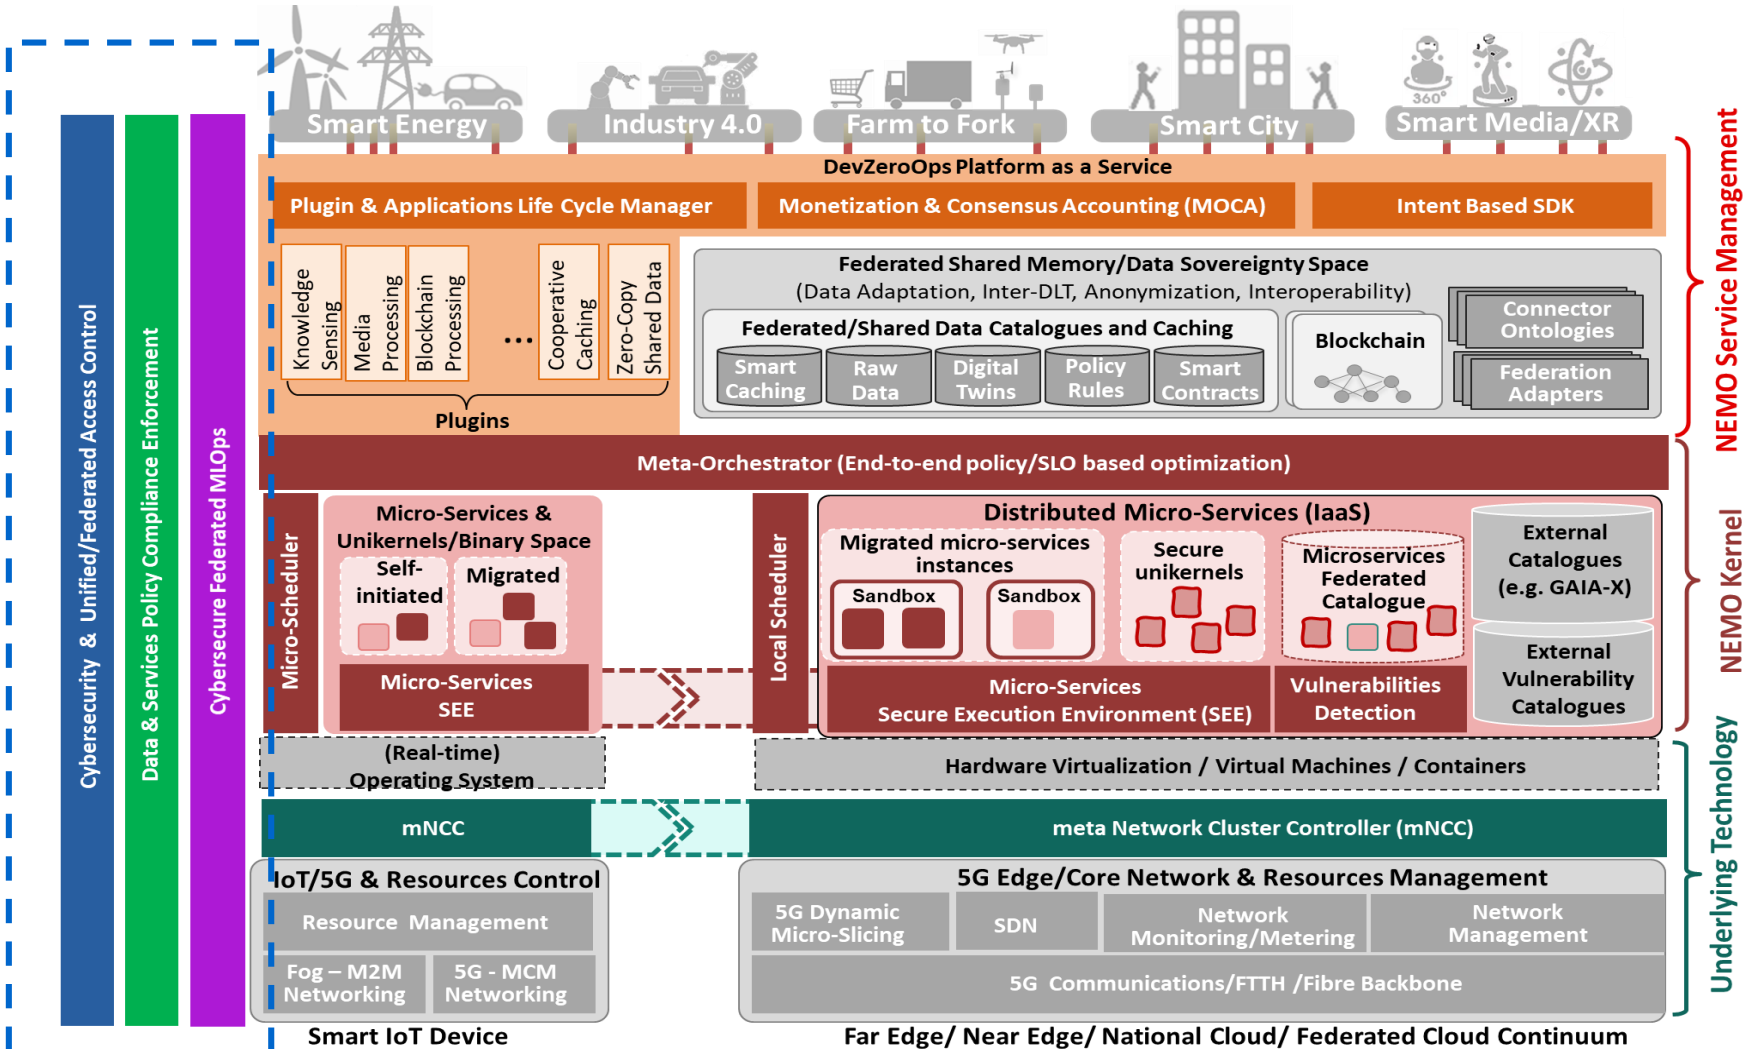 360°
Smart Energy
Industry 4.0
Farm to Fork
Smart City
Smart Media/XR
DevZeroOps Platform as a Service
Plugin & Applications Life Cycle Manager
Monetization & Consensus Accounting (MOCA)
Intent Based SDK
Knowledge
Sensing
Media
Processing
Blockchain
Processing
...
Cooperative
Caching
Zero-Copy
Shared Data
Plugins
Federated Shared Memory/Data Sovereignty Space
(Data Adaptation, Inter-DLT, Anonymization, Interoperability)
Federated/Shared Data Catalogues and Caching
Smart
Caching
Raw
Data
Digital
Twins
Policy
Rules
Smart
Contracts
Blockchain
Connector
Ontologies
Federation
Adapters
NEMO Service Management
Cybersecurity & Unified/Federated Access Control
Data & Services Policy Compliance Enforcement
Cybersecure Federated MLOps
Meta-Orchestrator (End-to-end policy/SLO based optimization)
Micro-Scheduler
Micro-Services &
Unikernels/Binary Space
Self-
initiated
Migrated
Micro-Services
SEE
Local Scheduler
Distributed Micro-Services (IaaS)
Migrated micro-services
instances
Sandbox
Sandbox
Secure
unikernels
Microservices
Federated
Catalogue
External
Catalogues
(e.g. GAIA-X)
External
Vulnerability
Catalogues
Micro-Services
Secure Execution Environment (SEE)
Vulnerabilities
Detection
NEMO Kernel
(Real-time)
Operating System
Hardware Virtualization / Virtual Machines / Containers
mNCC
meta Network Cluster Controller (mNCC)
IoT/5G & Resources Control
Resource Management
Fog – M2M
Networking
5G - MCM
Networking
5G Edge/Core Network & Resources Management
5G Dynamic
Micro-Slicing
SDN
Network
Monitoring/Metering
Network
Management
5G Communications/FTTH /Fibre Backbone
Underlying Technology
Smart IoT Device
Far Edge/ Near Edge/ National Cloud/ Federated Cloud Continuum